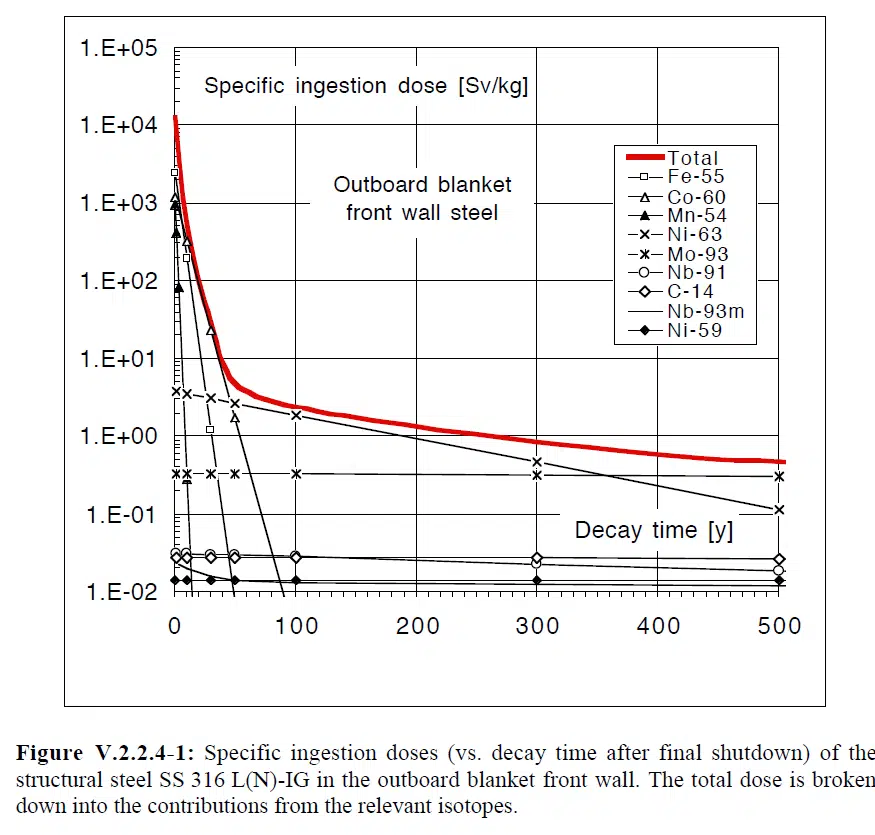 1.E+05
Specific ingestion dose [Sv/kg]
1.E+04
Outboard blanket
front wall steel
1.E+03
1.E+02
1.E+01
1.E+00
1.E-01
1.E-02
Total
Fe-55
Co-60
Mn-54
Ni-63
Mo-93
Nb-91
C-14
Nb-93m
Ni-59
Decay time [y]
0 100 200 300 400 500
Figure V.2.2.4-1: Specific ingestion doses (vs. decay time after final shutdown) of the
structural steel SS 316 L(N)-IG in the outboard blanket front wall. The total dose is broken
down into the contributions from the relevant isotopes.